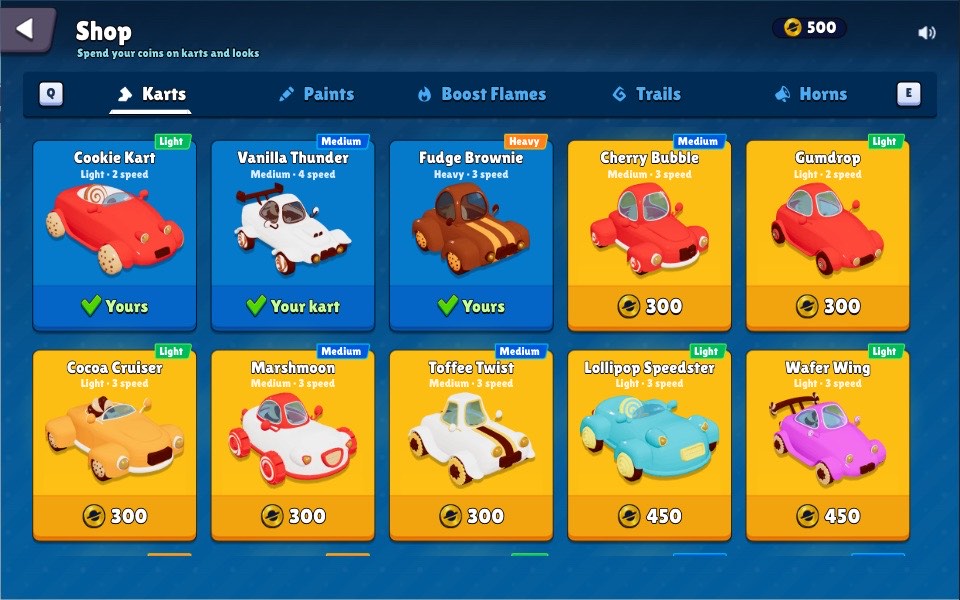 Shop
500
Spend your coins on karts and looks
Q
Karts
Paints
Boost Flames
Trails
Horns
E
Light
Cookie Kart
Light · 2 speed
Yours
Medium
Vanilla Thunder
Medium · 4 speed
Your kart
Heavy
Fudge Brownie
Heavy · 3 speed
Yours
Medium
Cherry Bubble
Medium · 3 speed
300
Light
Gumdrop
Light · 2 speed
300
Light
Cocoa Cruiser
Light · 3 speed
300
Medium
Marshmoon
Medium · 3 speed
300
Medium
Toffee Twist
Medium · 3 speed
300
Light
Lollipop Speedster
Light · 3 speed
450
Light
Wafer Wing
Light · 3 speed
450